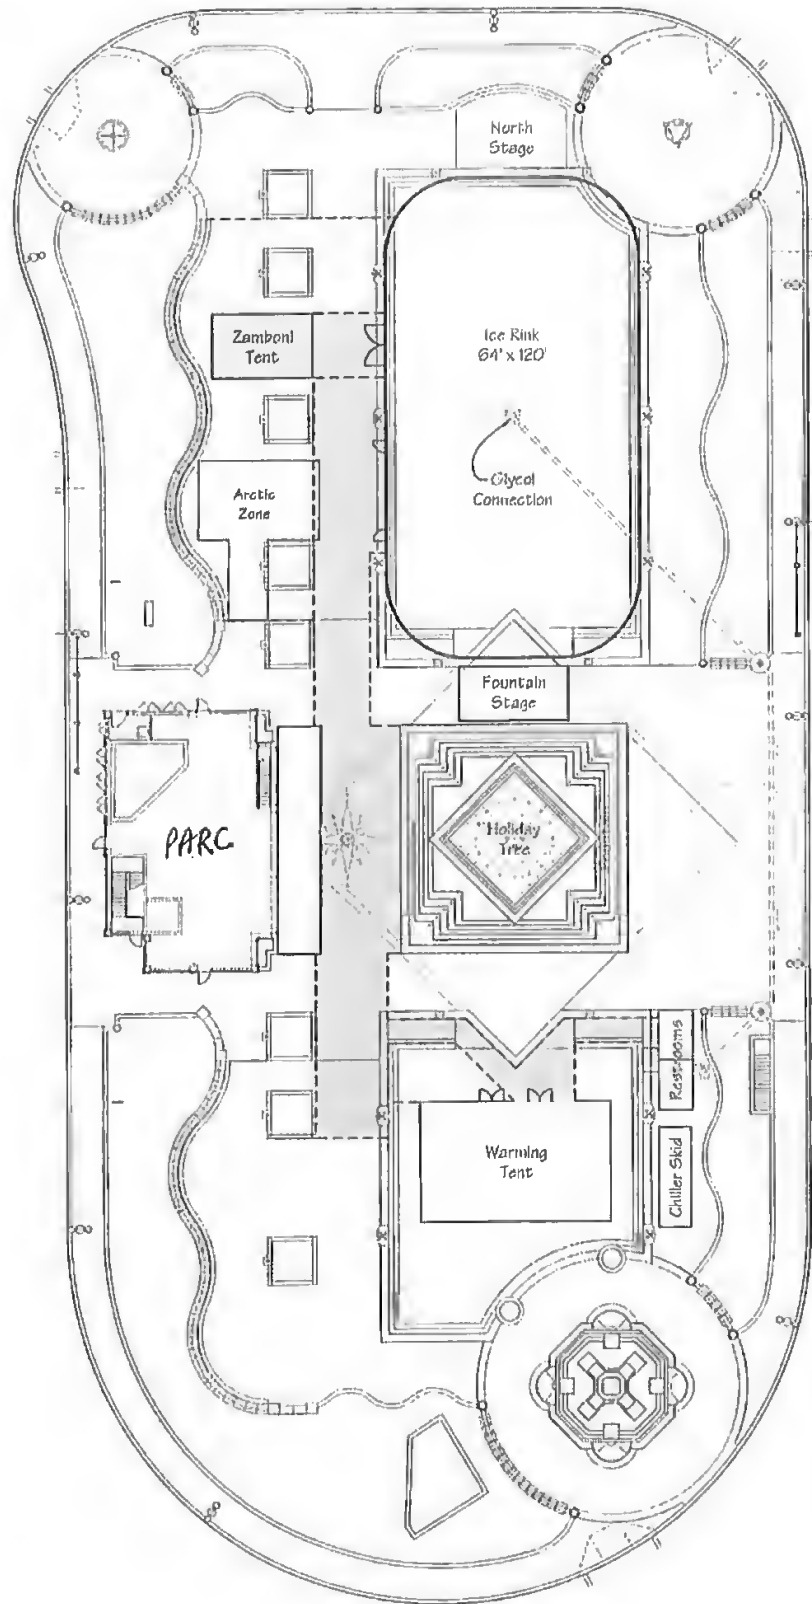 North
Stage
Zamboni
Tent
Ice Rink
64' x 120'
Arctic
Zone
Glycol
Connection
Fountain
Stage
PARC
Holiday
Tree
Restrooms
Warming
Tent
Chiller Skid